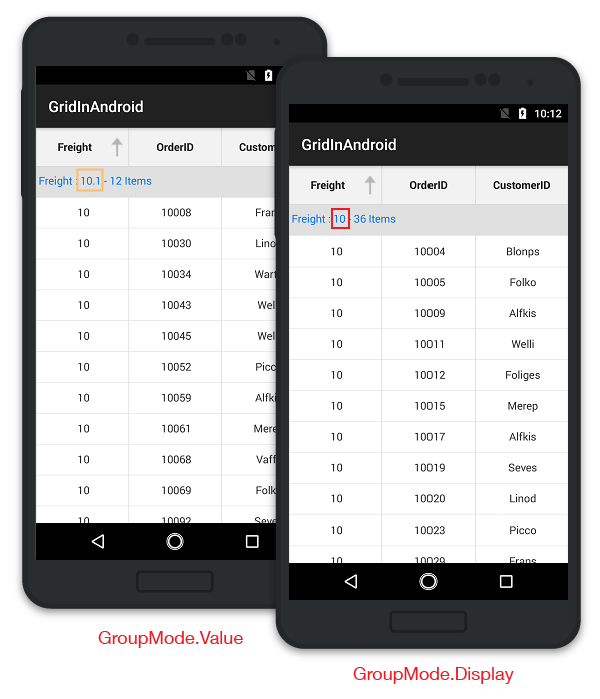 GridInAndroid
Freight OrderID Custom
Freight : 10.1 - 12 Items
10 10008 Fran
10 10030 Lino
10 10034 Wart
10 10043 Wel
10 10045 Wel
10 10052 Picc
10 10059 Alfki
10 10061 Mere
10 10068 Vaff
10 10069 Folk
10 10092 Seve
GroupMode.Value
10:12
GridInAndroid
Freight OrderID CustomerID
Freight : 10 - 36 Items
10 10004 Blonps
10 10005 Folko
10 10009 Alfkis
10 10011 Welli
10 10012 Foliges
10 10015 Merep
10 10017 Alfkis
10 10019 Seves
10 10020 Linod
10 10023 Picco
10 10029 Frans
GroupMode.Display